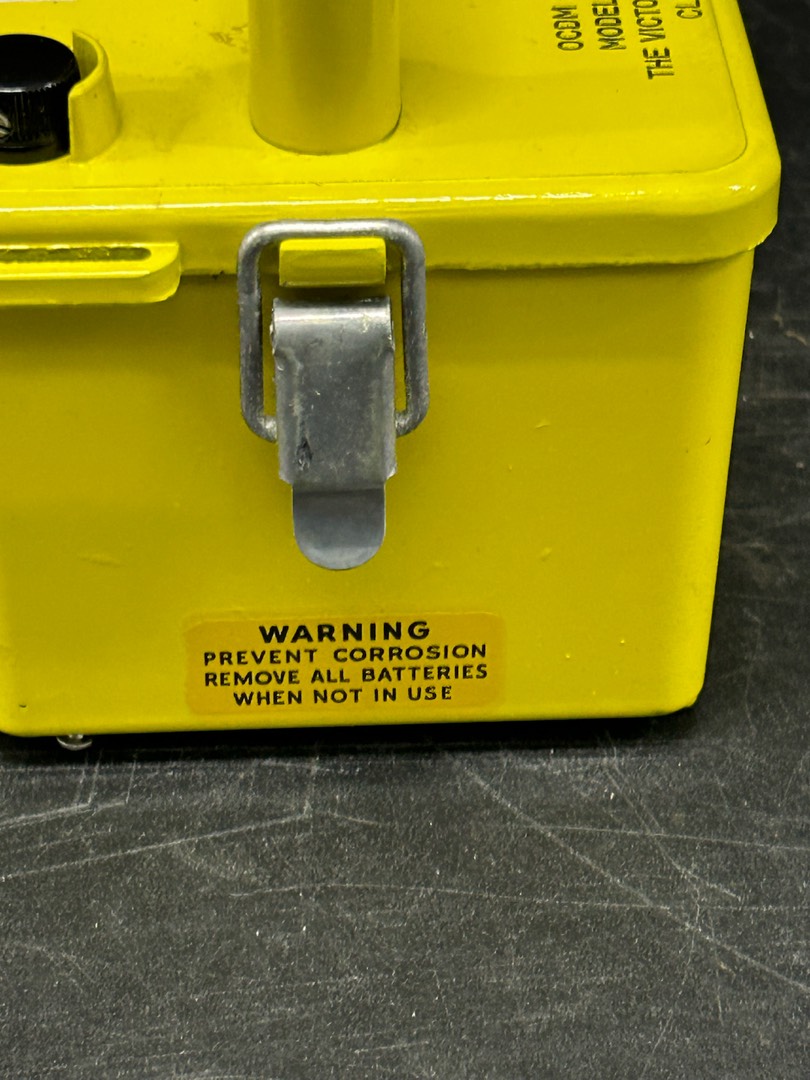 OCDM
MODEL
THE VICTO
CL
WARNING
PREVENT CORROSION
REMOVE ALL BATTERIES
WHEN NOT IN USE